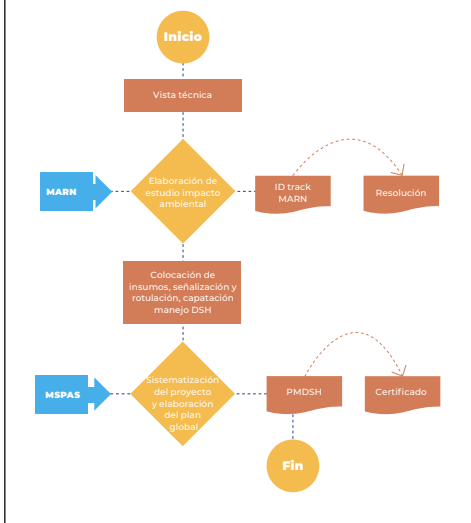 Inicio
Vista técnica
Elaboración de
estudio impacto
ambiental
MARN
ID track
MARN
Resolución
Colocación de
insumos, señalización y
rotulación, capatación
manejo DSH
Sistematización
del proyecto
y elaboración
del plan
global
MSPAS
PMDSH
Certificado
Fin